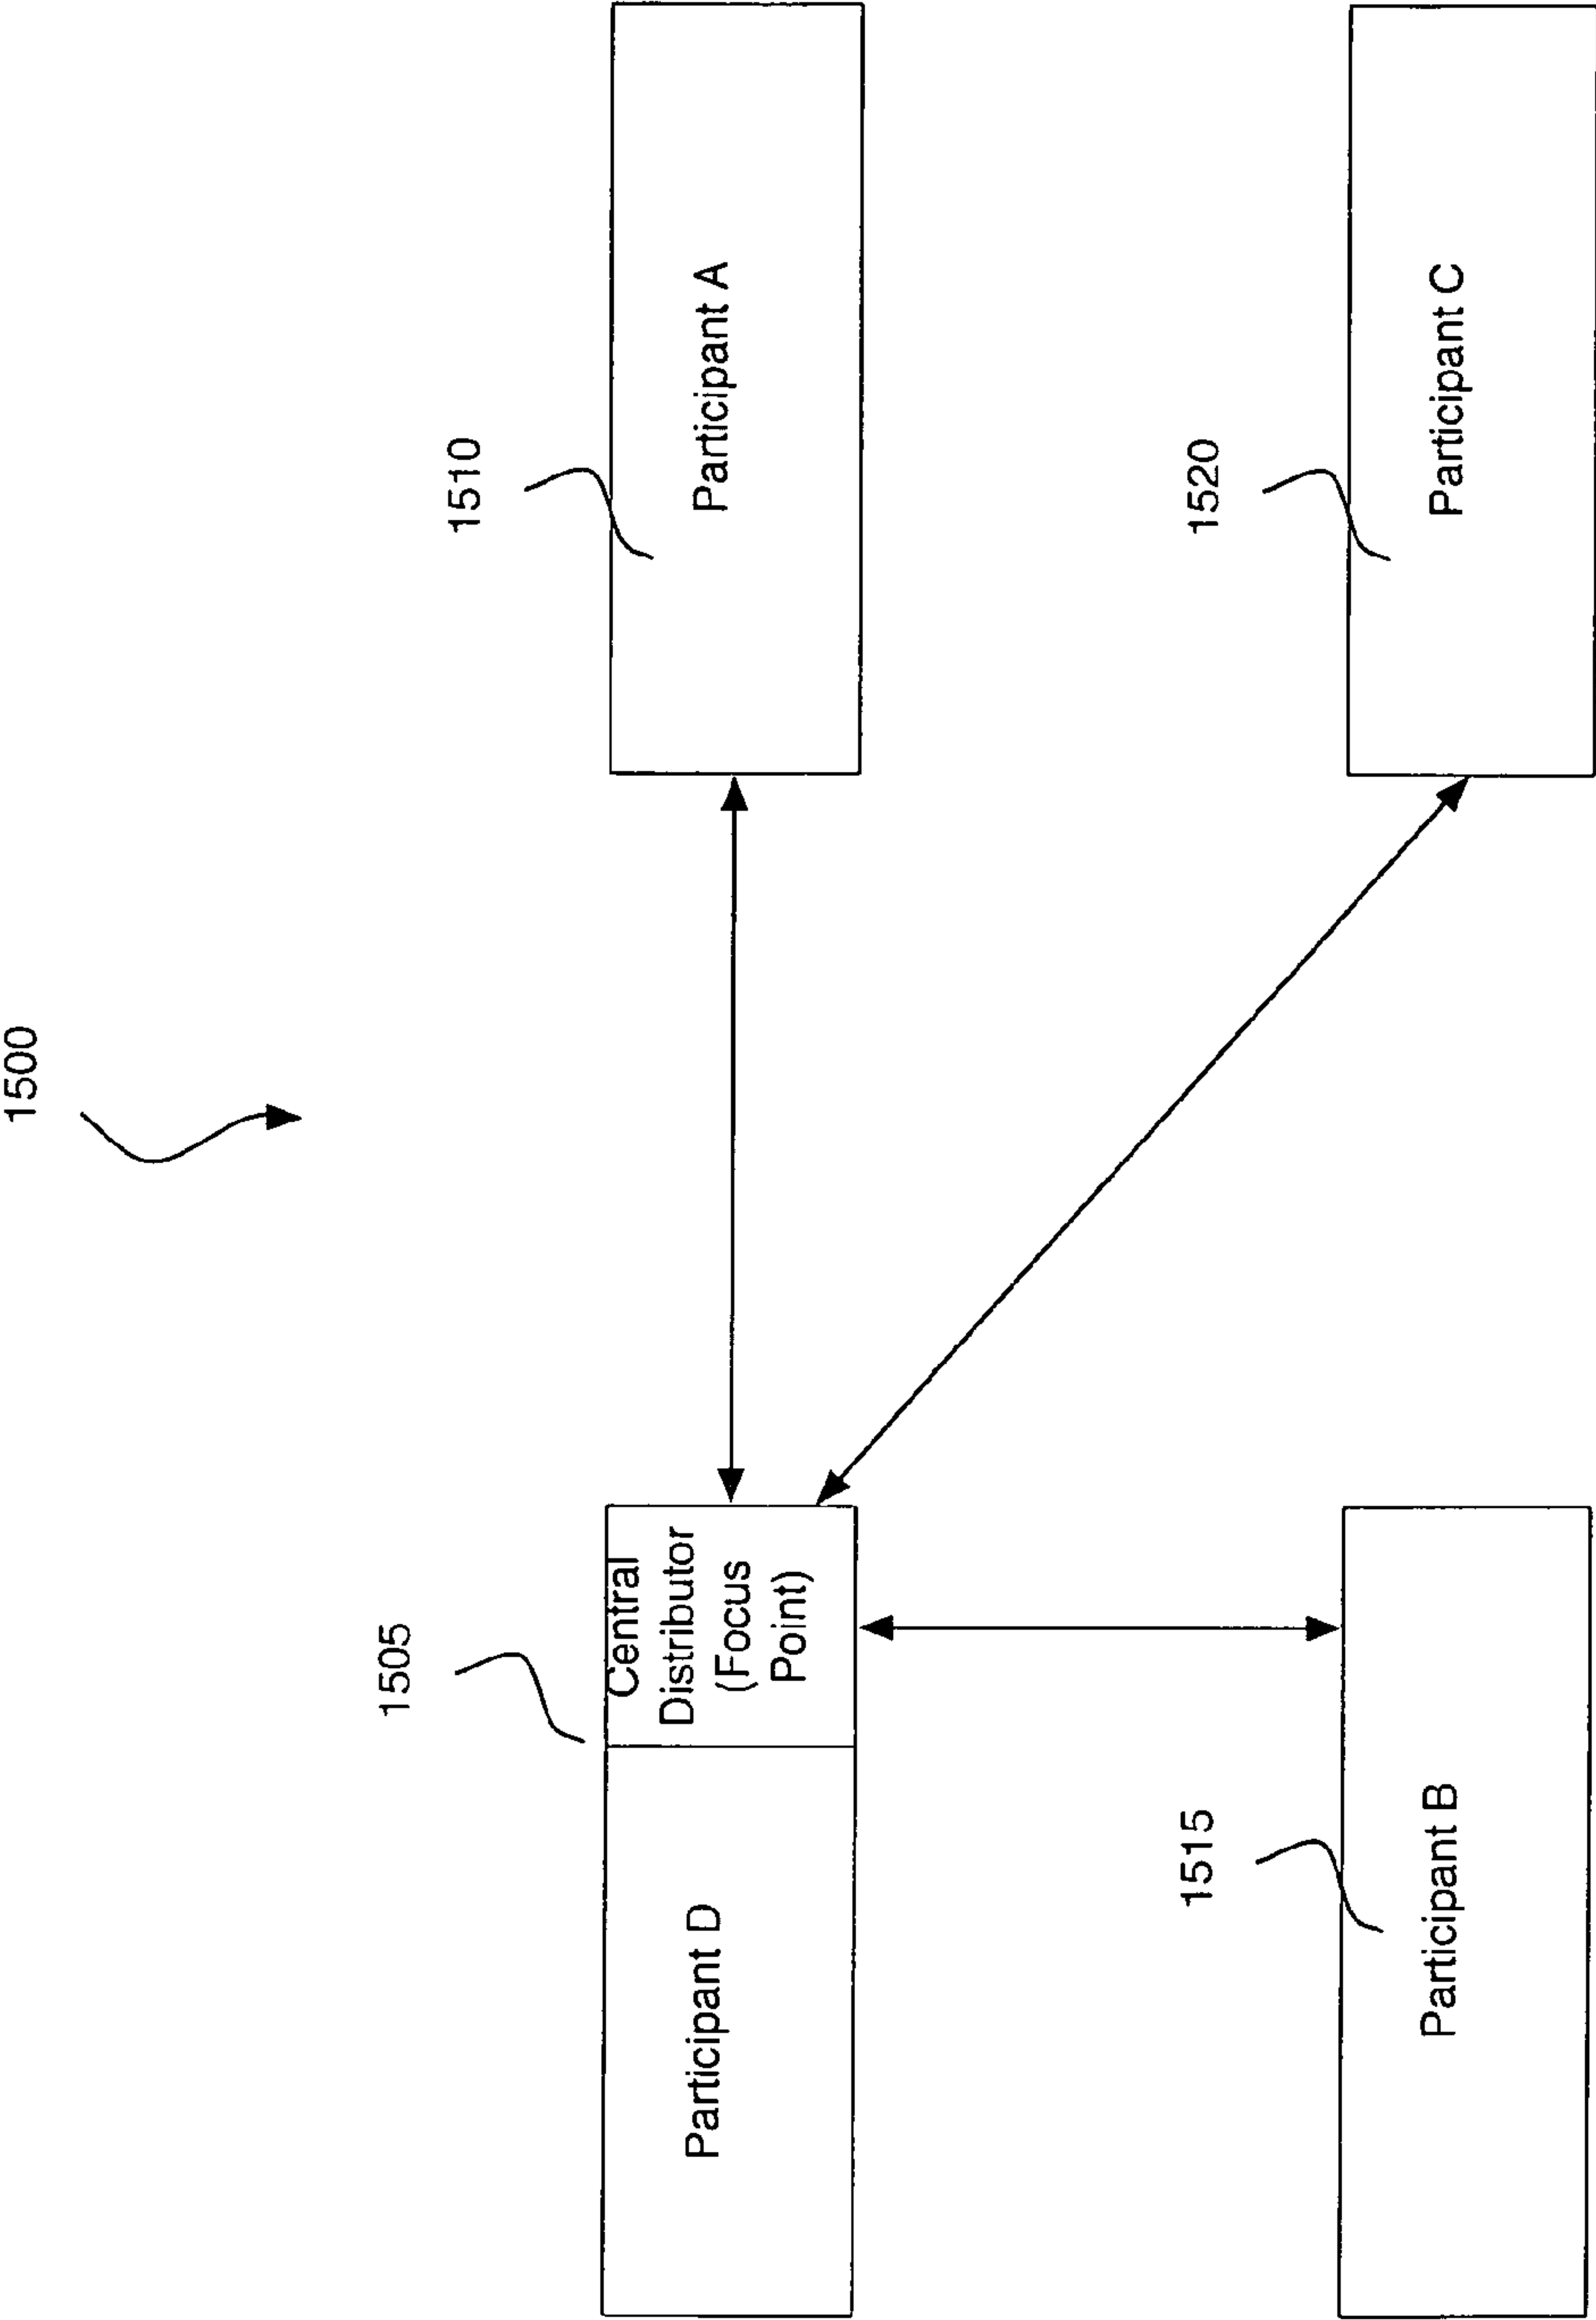 1500
1505
1510
Participant D
Central
Distributor
(Focus
Point)
Participant A
1515
1520
Participant B
Participant C